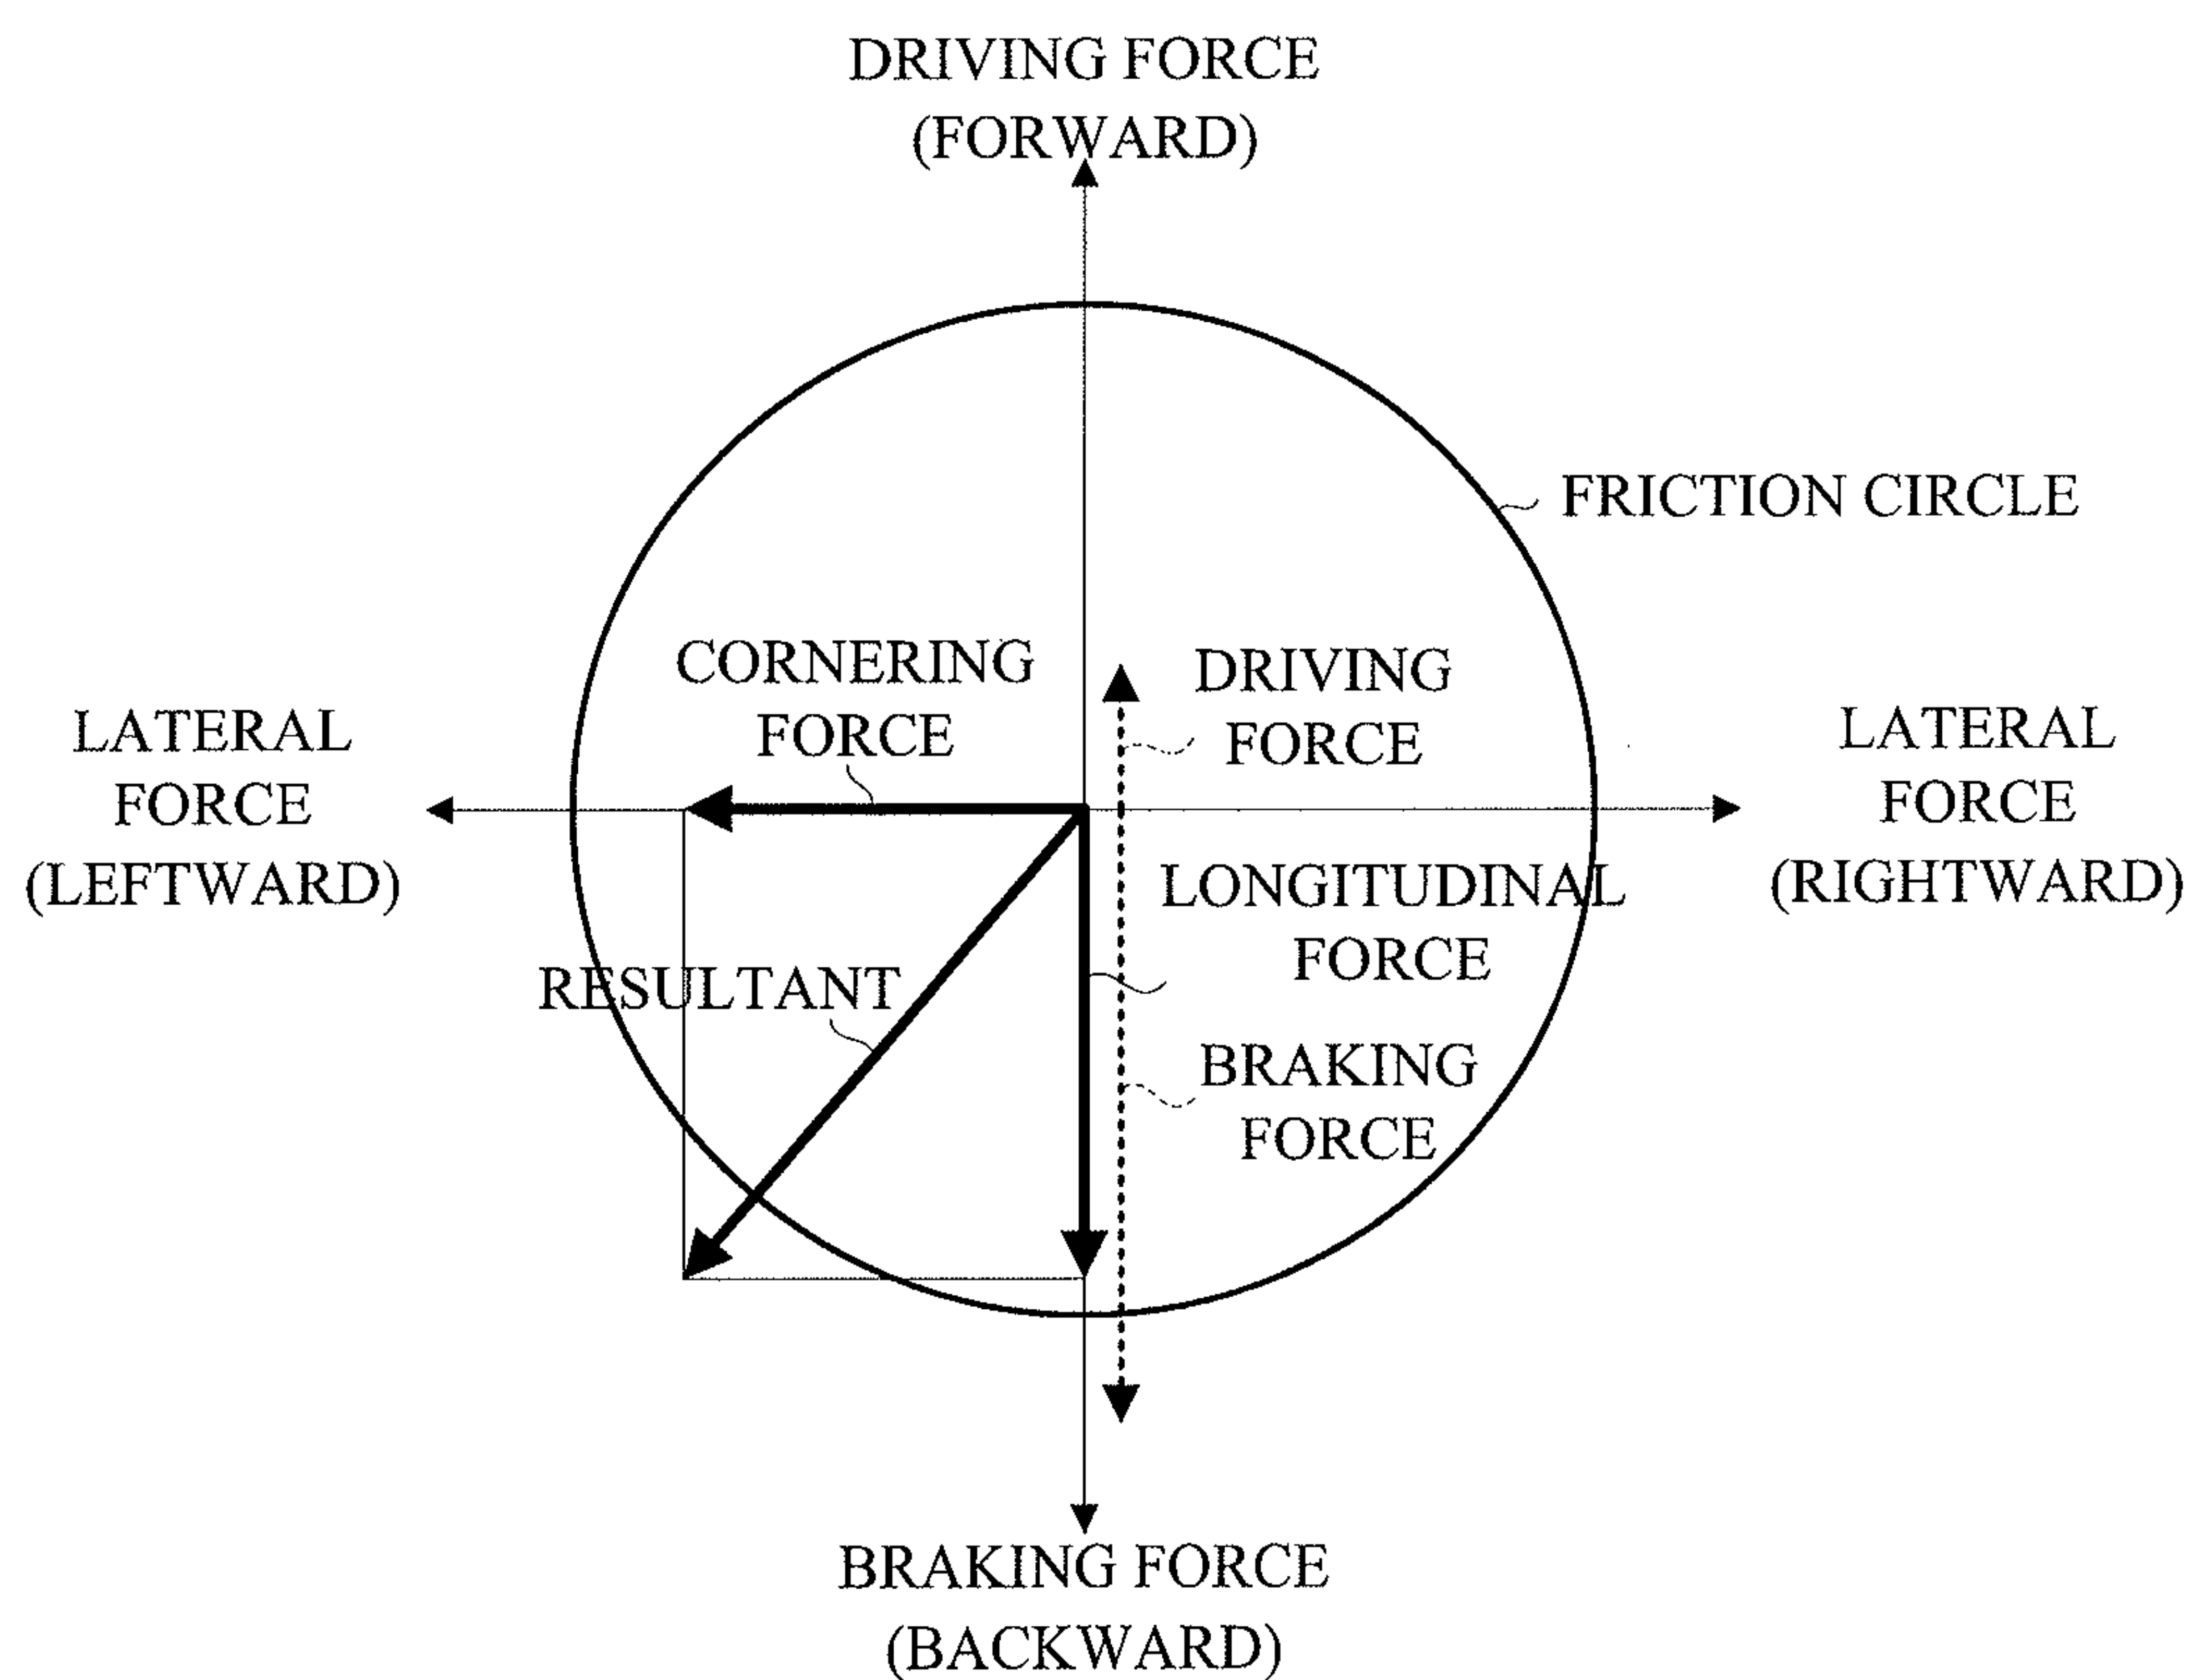 DRIVING FORCE
(FORWARD)
FRICTION CIRCLE
CORNERING
FORCE
DRIVING
FORCE
LATERAL
FORCE
(LEFTWARD)
LATERAL
FORCE
(RIGHTWARD)
LONGITUDINAL
FORCE
RESULTANT
BRAKING
FORCE
BRAKING FORCE
(BACKWARD)